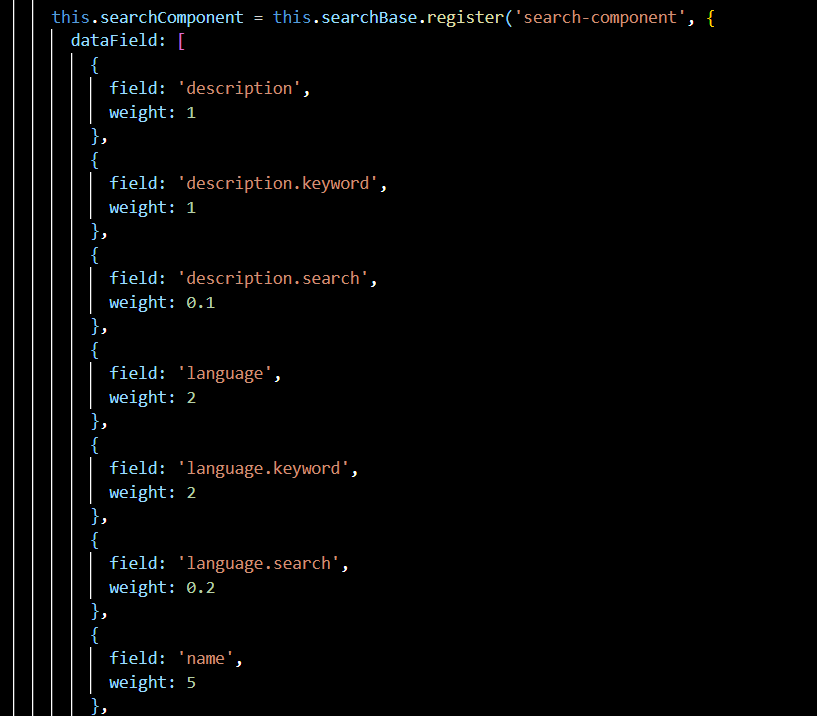 this.searchComponent = this.searchBase.register('search-component', {
dataField: [
{
field: 'description',
weight: 1
},
{
field: 'description.keyword',
weight: 1
},
{
field: 'description.search',
weight: 0.1
},
{
field: 'language',
weight: 2
},
{
field: 'language.keyword',
weight: 2
},
{
field: 'language.search',
weight: 0.2
},
{
field: 'name',
weight: 5
},